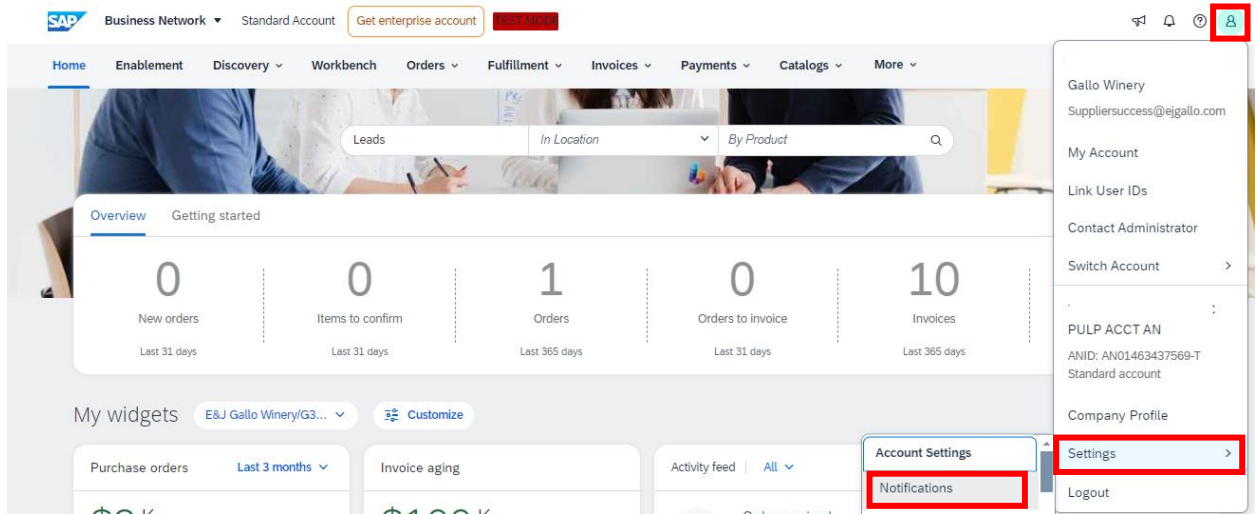 SAP Business Network Standard Account Get enterprise account TEST MODE
Home Enablement Discovery Workbench Orders Fulfillment Invoices Payments Catalogs More
Leads In Location By Product
Overview Getting started
0 0 1 0 10
New orders Items to confirm Orders Orders to invoice Invoices
Last 31 days Last 31 days Last 365 days Last 31 days Last 365 days
My widgets E&J Gallo Winery/G3... Customize
Purchase orders Last 3 months Invoice aging Activity feed All
Gallo Winery
Suppliersuccess@ejgallo.com
My Account
Link User IDs
Contact Administrator
Switch Account
PULP ACCT AN
ANID: AN01463437569-T
Standard account
Company Profile
Settings
Logout
Account Settings
Notifications